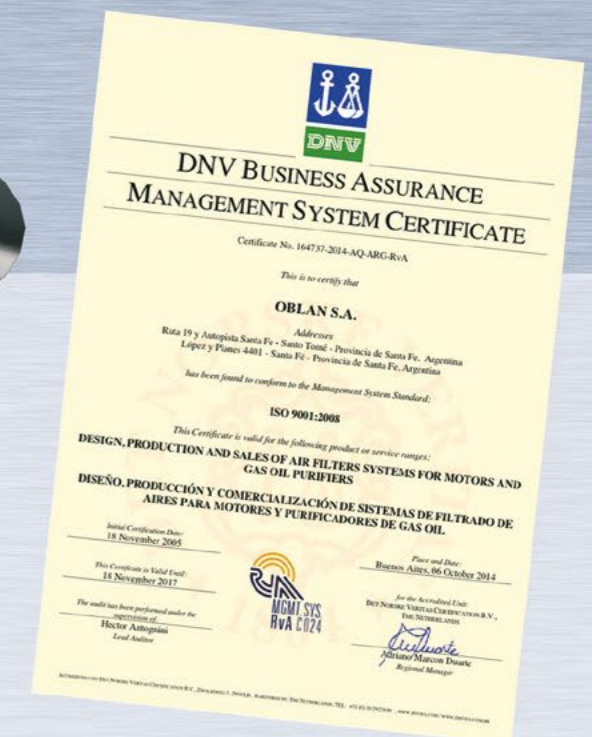 DNV
DNV BUSINESS ASSURANCE
MANAGEMENT SYSTEM CERTIFICATE
Certificate No. 164737-2014-AQ-ARG-RvA
This is to certify that
OBLAN S.A.
Addresses
Ruta 19 y Autopista Santa Fe - Santo Tomé - Provincia de Santa Fe. Argentina
López y Planes 4401 - Santa Fé - Provincia de Santa Fe, Argentina
has been found to conform to the Management System Standard:
ISO 9001:2008
This Certificate is valid for the following product or service ranges:
DESIGN, PRODUCTION AND SALES OF AIR FILTERS SYSTEMS FOR MOTORS AND
GAS OIL PURIFIERS
DISEÑO, PRODUCCIÓN Y COMERCIALIZACIÓN DE SISTEMAS DE FILTRADO DE
AIRES PARA MOTORES Y PURIFICADORES DE GAS OIL
Initial Certification Date:
18 November 2005
This Certificate is Valid Until:
18 November 2017
The audit has been performed under the
supervision of:
Hector Antognini
Lead Auditor
RvA
MGMT. SYS
RvA C024
Place and Date:
Buenos Aires, 06 October 2014
for the Accredited Unit:
DET NORSKE VERITAS CERTIFICATION B.V.,
THE NETHERLANDS
Adriano Marcon Duarte
Regional Manager